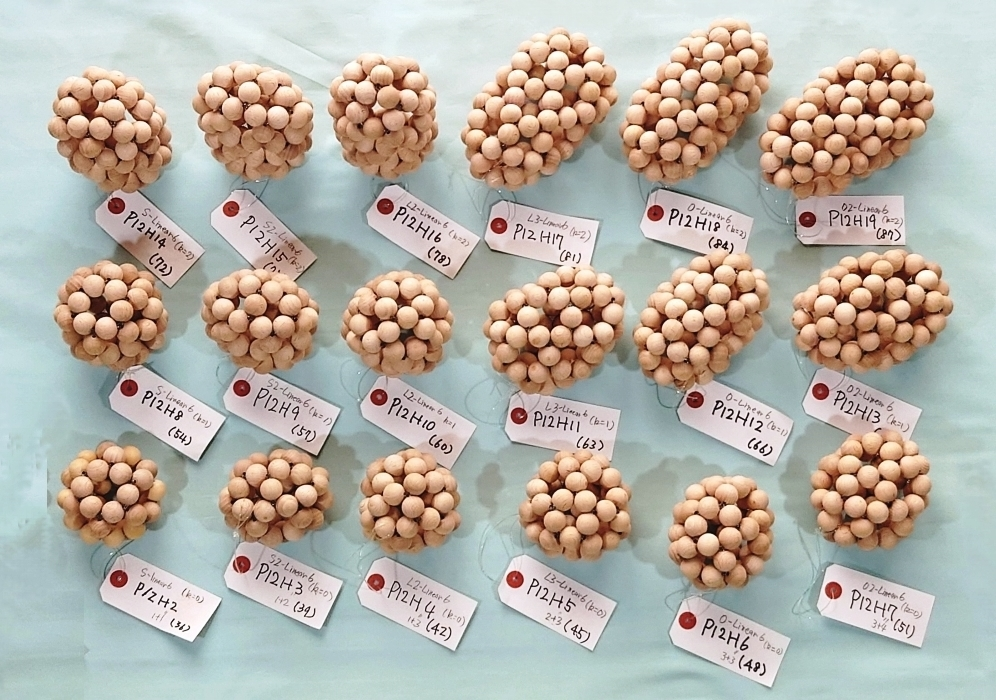 S-Linear6 (k=2)
P12H14
(72)
S2-Linear6 (k=2)
P12H15
L2-Linear6 (k=2)
P12H16
(78)
L3-Linear6 (k=2)
P12H17
(81)
O-Linear6 (k=2)
P12H18
(84)
O2-Linear6 (k=2)
P12H19
(87)
S-Linear6 (k=1)
P12H8
(54)
S2-Linear6 (k=1)
P12H9
(57)
L2-Linear6 k=1
P12H10
(60)
L3-Linear6 (k=1)
P12H11
(63)
O-Linear6 (k=1)
P12H12
(66)
O2-Linear6 (k=1)
P12H13
S-Linear6 (k=0)
P12H2
1+1 (36)
S2-Linear6 (k=0)
P12H3
1+2 (39)
L2-Linear6 (k=0)
P12H4
1+3 (42)
L3-Linear6 (k=0)
P12H5
2+3 (45)
O-Linear6 (k=0)
P12H6
3+3 (48)
O2-Linear6 (k=0)
P12H7
3+4 (51)